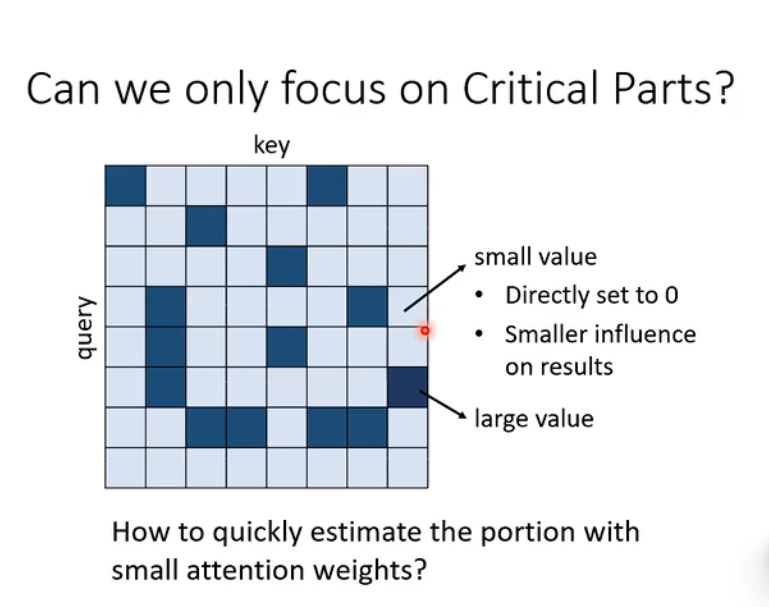 Can we only focus on Critical Parts?
key
query
small value
• Directly set to 0
• Smaller influence
on results
large value
How to quickly estimate the portion with
small attention weights?